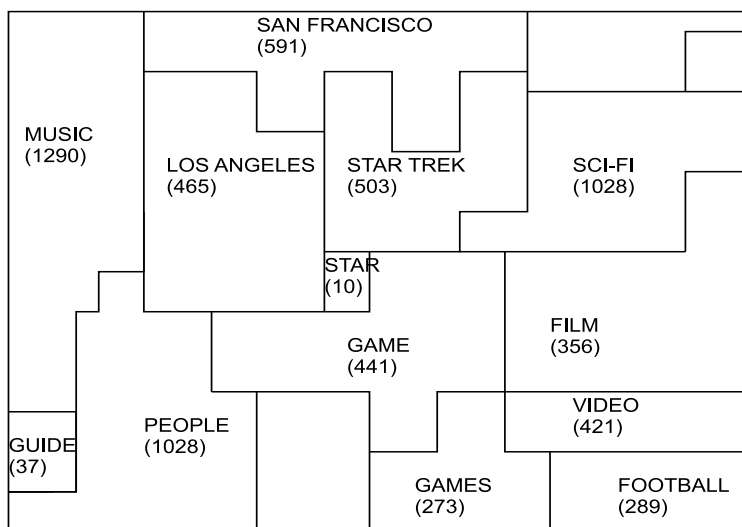 SAN FRANCISCO
(591)
MUSIC
(1290)
LOS ANGELES
(465)
STAR TREK
(503)
SCI-FI
(1028)
STAR
(10)
GAME
(441)
FILM
(356)
GUIDE
(37)
PEOPLE
(1028)
VIDEO
(421)
GAMES
(273)
FOOTBALL
(289)